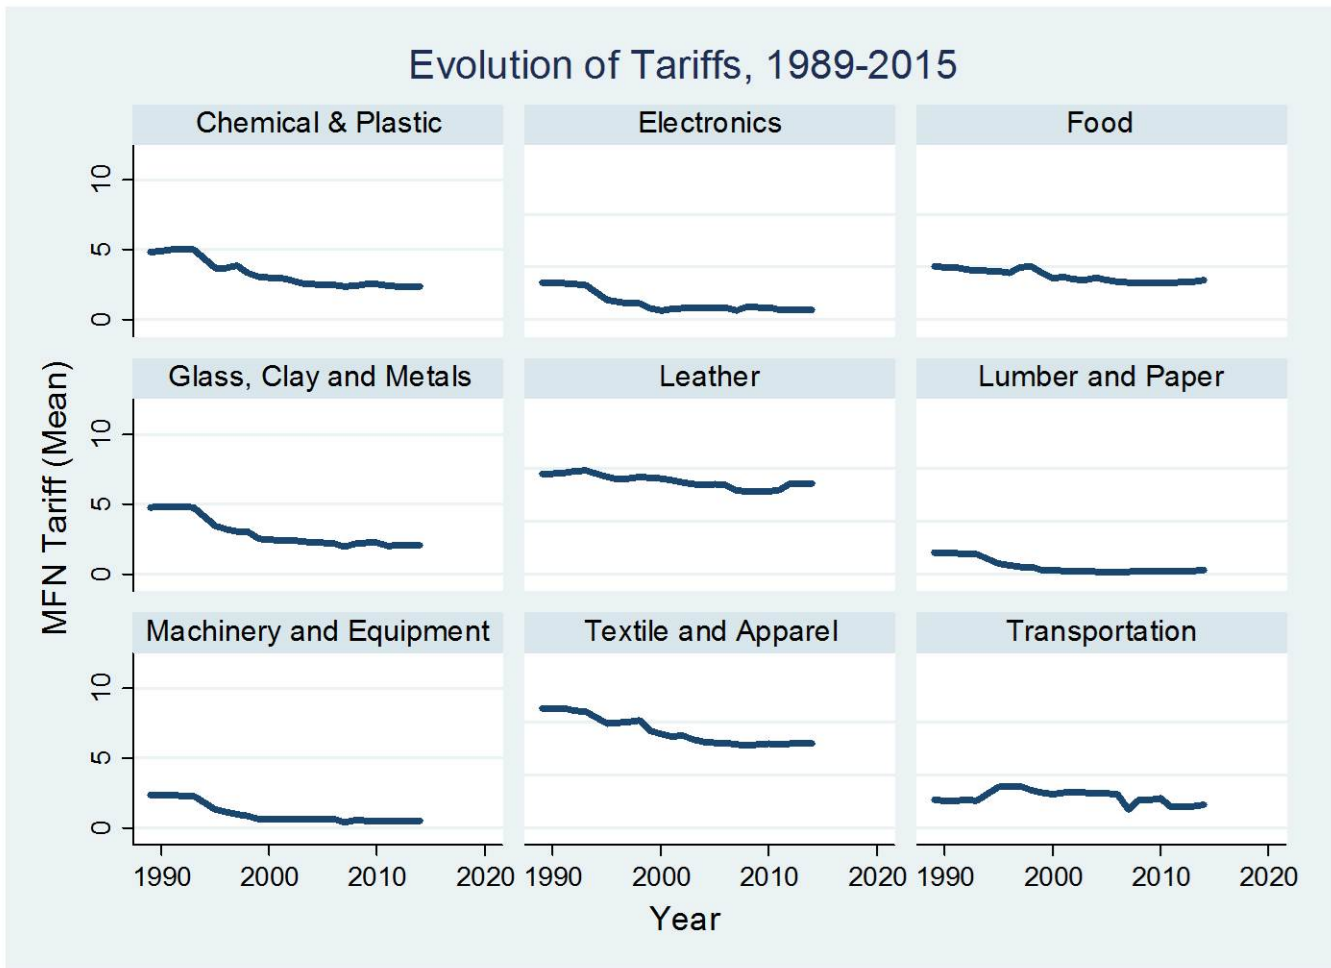 Evolution of Tariffs, 1989-2015
Chemical & Plastic
Electronics
Food
10
5
0
Glass, Clay and Metals
Leather
Lumber and Paper
10
5
0
Machinery and Equipment
Textile and Apparel
Transportation
10
5
0
1990 2000 2010 2020
1990 2000 2010 2020
1990 2000 2010 2020
MFN Tariff (Mean)
Year